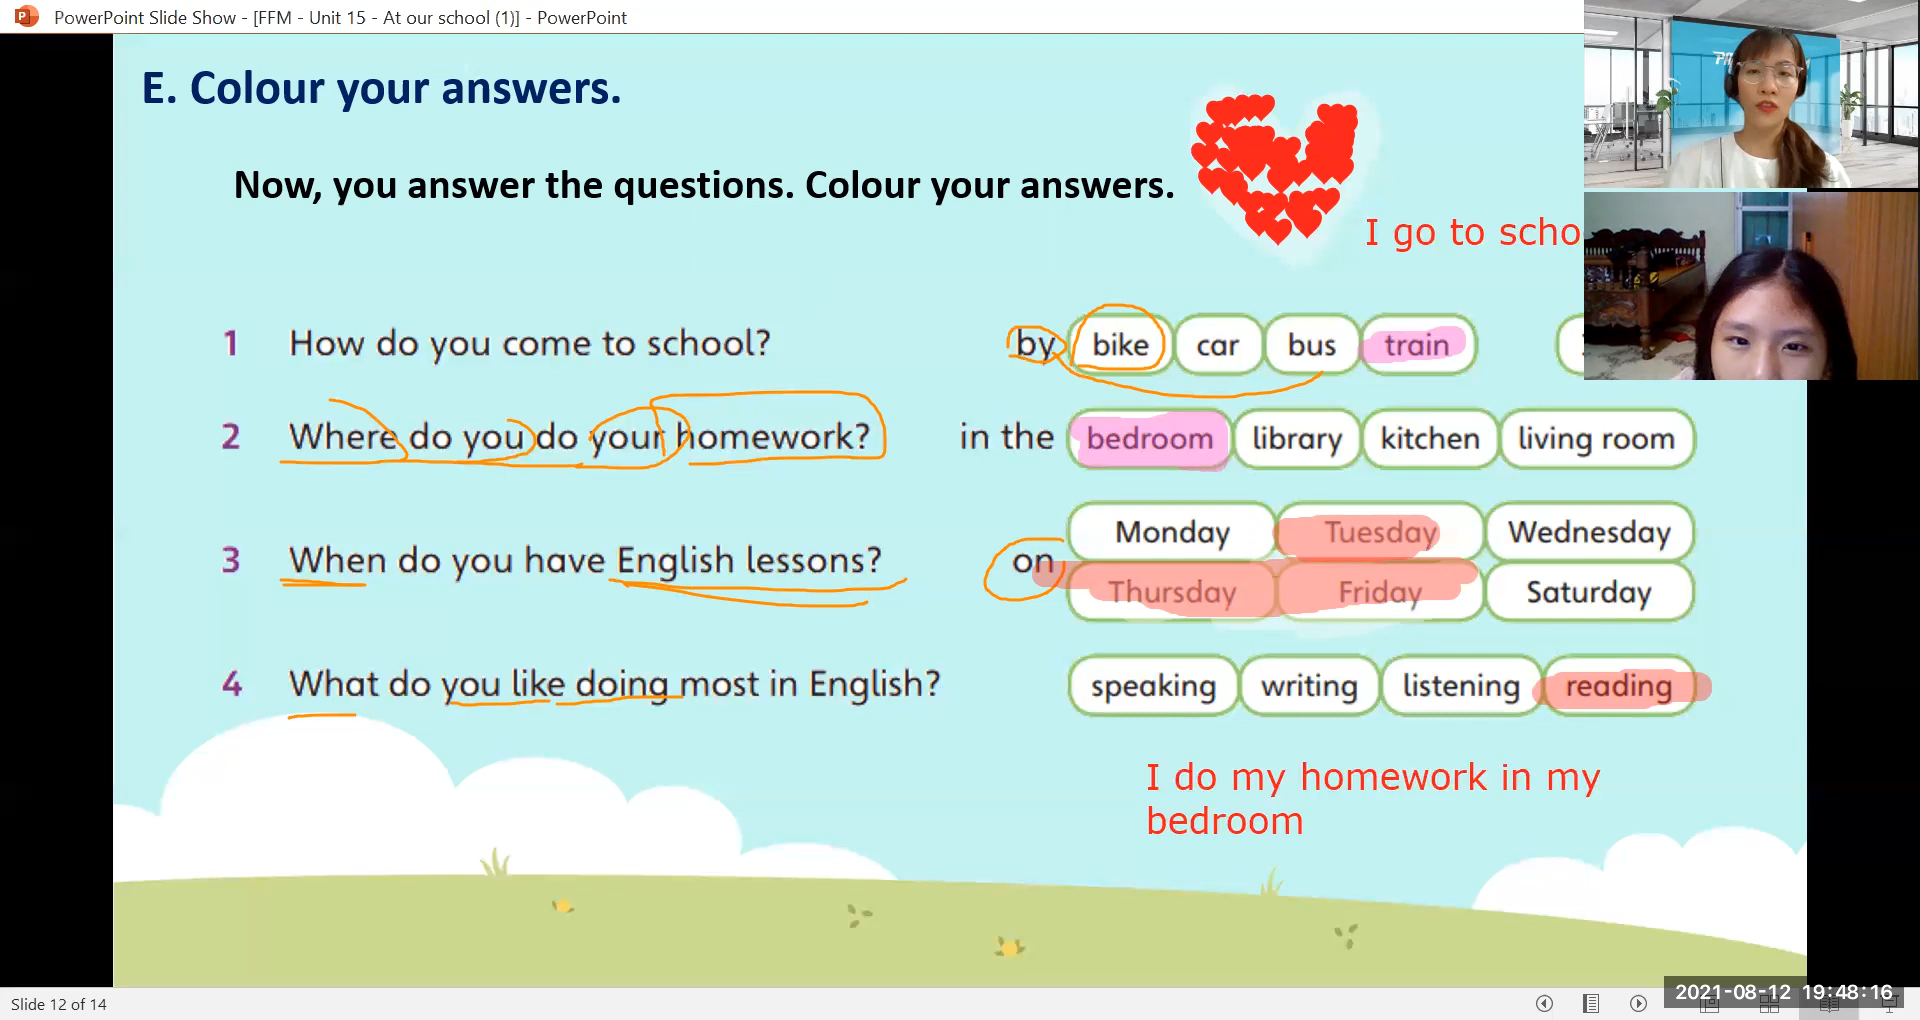 PowerPoint Slide Show - [FFM - Unit 15 - At our school (1)] - PowerPoint
E. Colour your answers.
Now, you answer the questions. Colour your answers.
I go to scho
1 How do you come to school? by bike car bus train
2 Where do you do your homework? in the bedroom library kitchen living room
3 When do you have English lessons? on Monday Tuesday Wednesday
Thursday Friday Saturday
4 What do you like doing most in English? speaking writing listening reading
I do my homework in my
bedroom
Slide 12 of 14
2021-08-12 19:48:16